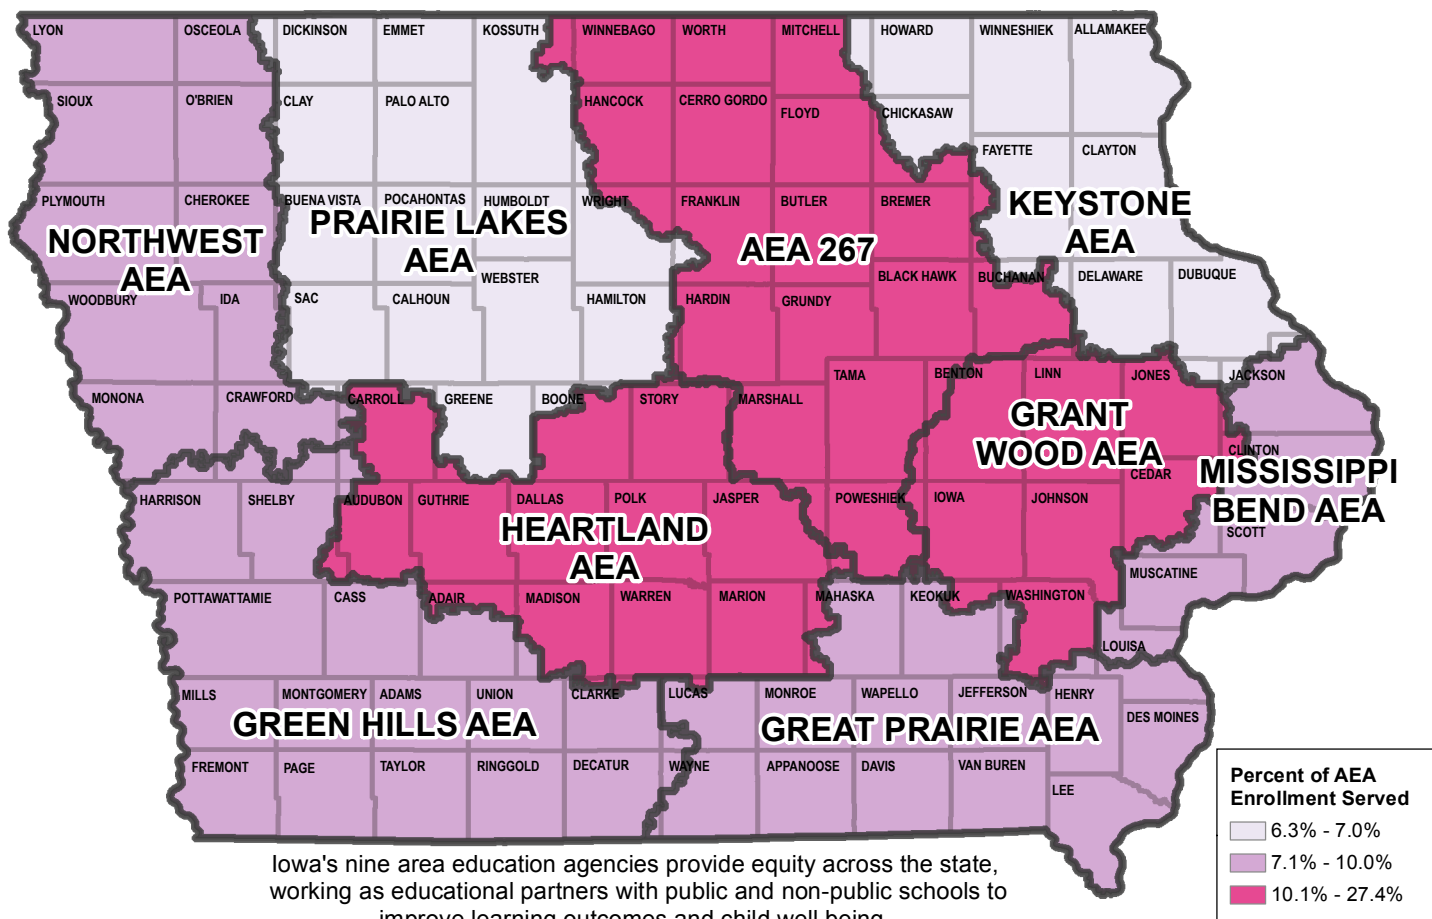 LYON
OSCEOLA
DICKINSON
EMMET
KOSSUTH
WINNEBAGO
WORTH
MITCHELL
HOWARD
WINNESHIEK
ALLAMAKEE
SIOUX
O'BRIEN
CLAY
PALO ALTO
HANCOCK
CERRO GORDO
FLOYD
CHICKASAW
FAYETTE
CLAYTON
PLYMOUTH
CHEROKEE
BUENA VISTA
POCAHONTAS
HUMBOLDT
WRIGHT
FRANKLIN
BUTLER
BREMER
NORTHWEST
AEA
PRAIRIE LAKES
AEA
AEA 267
KEYSTONE
AEA
WOODBURY
IDA
SAC
CALHOUN
WEBSTER
HAMILTON
HARDIN
GRUNDY
BLACK HAWK
BUCHANAN
DELAWARE
DUBUQUE
MONONA
CRAWFORD
CARROLL
GREENE
BOONE
STORY
MARSHALL
TAMA
BENTON
LINN
JONES
JACKSON
GRANT
WOOD AEA
CLINTON
CEDAR
MISSISSIPPI
BEND AEA
SCOTT
HARRISON
SHELBY
AUDUBON
GUTHRIE
DALLAS
POLK
JASPER
POWESHIEK
IOWA
JOHNSON
HEARTLAND
AEA
MUSCATINE
POTTAWATTAMIE
CASS
ADAIR
MADISON
WARREN
MARION
MAHASKA
KEOKUK
WASHINGTON
LOUISA
MILLS
MONTGOMERY
ADAMS
UNION
CLARKE
LUCAS
MONROE
WAPELLO
JEFFERSON
HENRY
DES MOINES
GREEN HILLS AEA
GREAT PRAIRIE AEA
FREMONT
PAGE
TAYLOR
RINGGOLD
DECATUR
WAYNE
APPANOOSE
DAVIS
VAN BUREN
LEE
Percent of AEA
Enrollment Served
6.3% - 7.0%
7.1% - 10.0%
10.1% - 27.4%
Iowa's nine area education agencies provide equity across the state,
working as educational partners with public and non-public schools to
improve learning outcomes and child well being